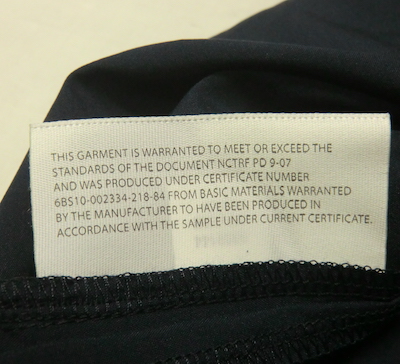 THIS GARMENT IS WARRANTED TO MEET OR EXCEED THE
STANDARDS OF THE DOCUMENT NCTRF PD 9-07
AND WAS PRODUCED UNDER CERTIFICATE NUMBER
6BS10-002334-218-84 FROM BASIC MATERIALS WARRANTED
BY THE MANUFACTURER TO HAVE BEEN PRODUCED IN
ACCORDANCE WITH THE SAMPLE UNDER CURRENT CERTIFICATE.